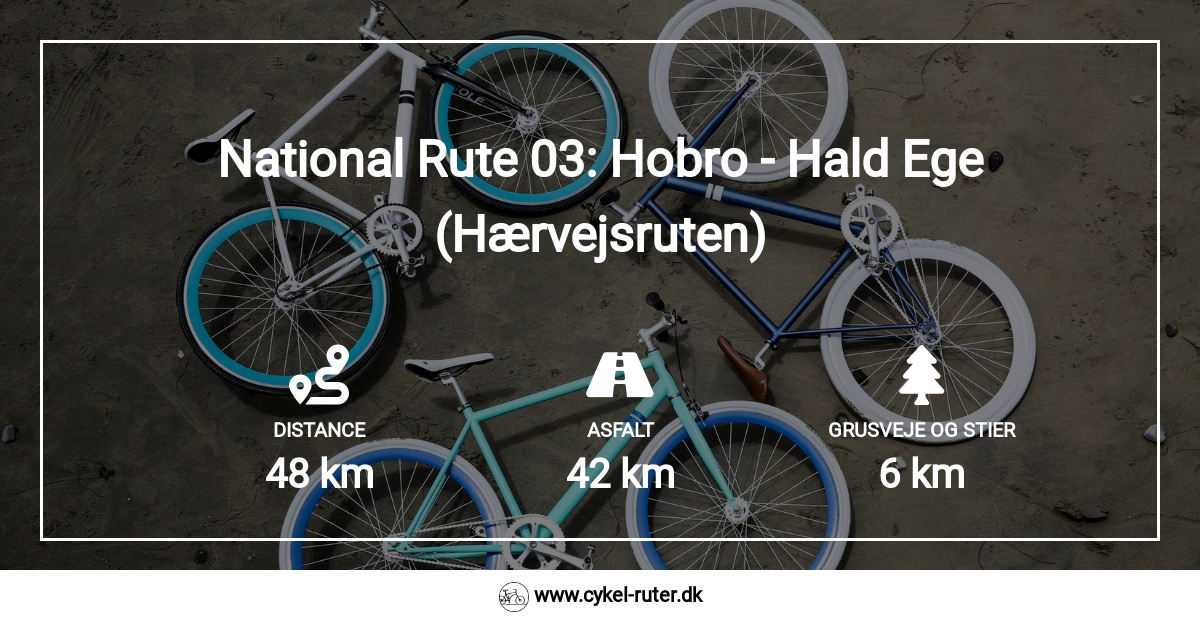 National Rute 03: Hobro - Hald Ege
(Hærvejsruten)
DISTANCE
ASFALT
GRUSVEJE OG STIER
48 km
42 km
6 km
www.cykel-ruter.dk